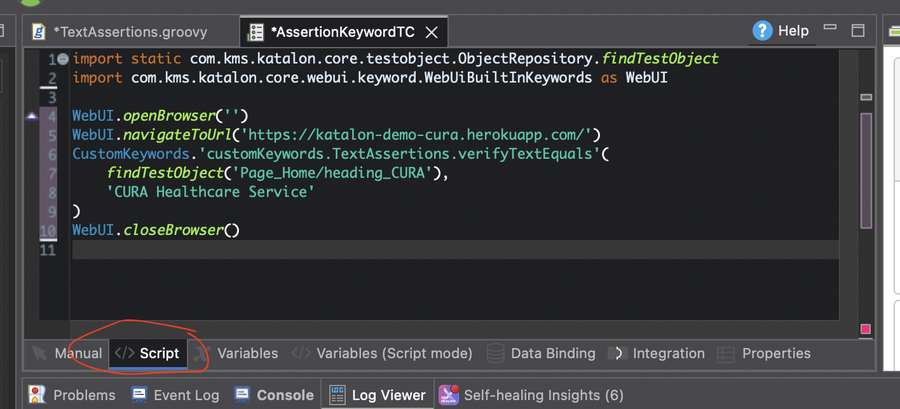 *TextAssertions.groovy
*AssertionKeywordTC
Help
1 import static com.kms.katalon.core.testobject.ObjectRepository.findTestObject
2 import com.kms.katalon.core.webui.keyword.WebUiBuiltInKeywords as WebUI
3
4 WebUI.openBrowser('')
5 WebUI.navigateToUrl('https://katalon-demo-cura.herokuapp.com/')
6 CustomKeywords.'customKeywords.TextAssertions.verifyTextEquals'(
7 findTestObject('Page_Home/heading_CURA'),
8 'CURA Healthcare Service'
9 )
10 WebUI.closeBrowser()
11
Manual </> Script Variables </> Variables (Script mode) Data Binding Integration Properties
Problems Event Log Console Log Viewer Self-healing Insights (6)